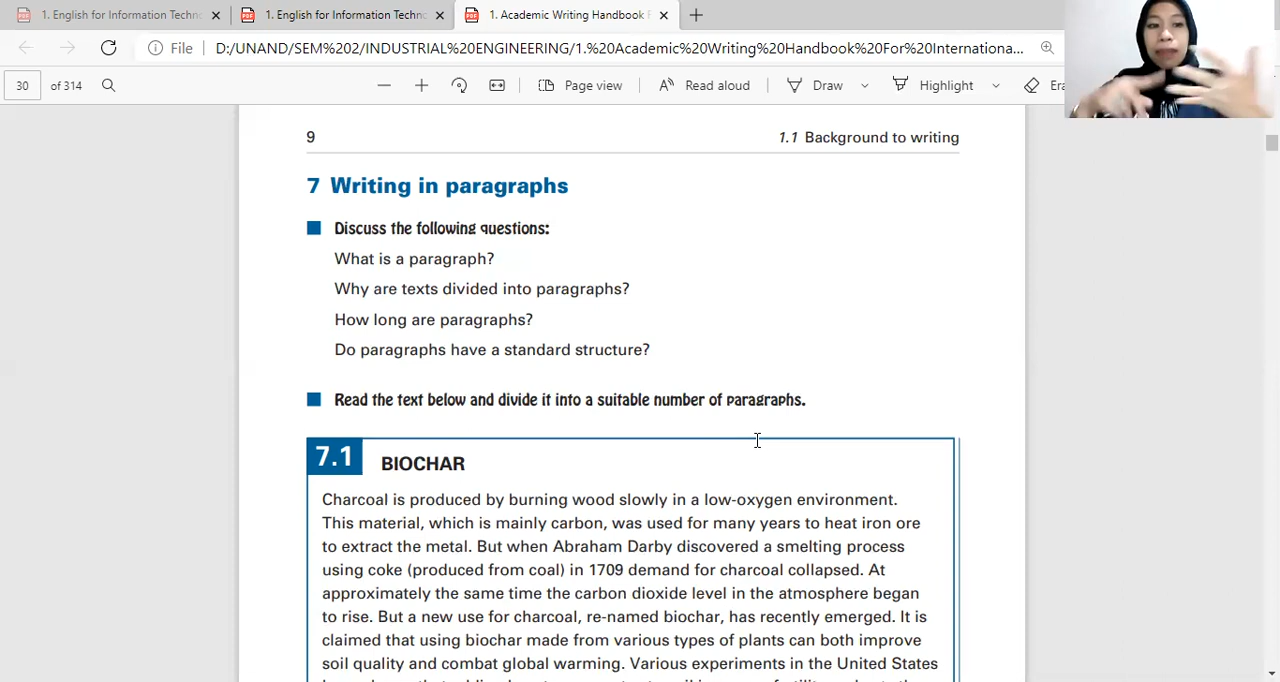 1. English for Information Techno
1. English for Information Techno
1. Academic Writing Handbook F
File
D:/UNAND/SEM%202/INDUSTRIAL%20ENGINEERING/1.%20Academic%20Writing%20Handbook%20For%20Internationa...
30 of 314
Page view
Read aloud
Draw
Highlight
Era
9
1.1 Background to writing
7 Writing in paragraphs
Discuss the following questions:
What is a paragraph?
Why are texts divided into paragraphs?
How long are paragraphs?
Do paragraphs have a standard structure?
Read the text below and divide it into a suitable number of paragraphs.
7.1 BIOCHAR
Charcoal is produced by burning wood slowly in a low-oxygen environment.
This material, which is mainly carbon, was used for many years to heat iron ore
to extract the metal. But when Abraham Darby discovered a smelting process
using coke (produced from coal) in 1709 demand for charcoal collapsed. At
approximately the same time the carbon dioxide level in the atmosphere began
to rise. But a new use for charcoal, re-named biochar, has recently emerged. It is
claimed that using biochar made from various types of plants can both improve
soil quality and combat global warming. Various experiments in the United States